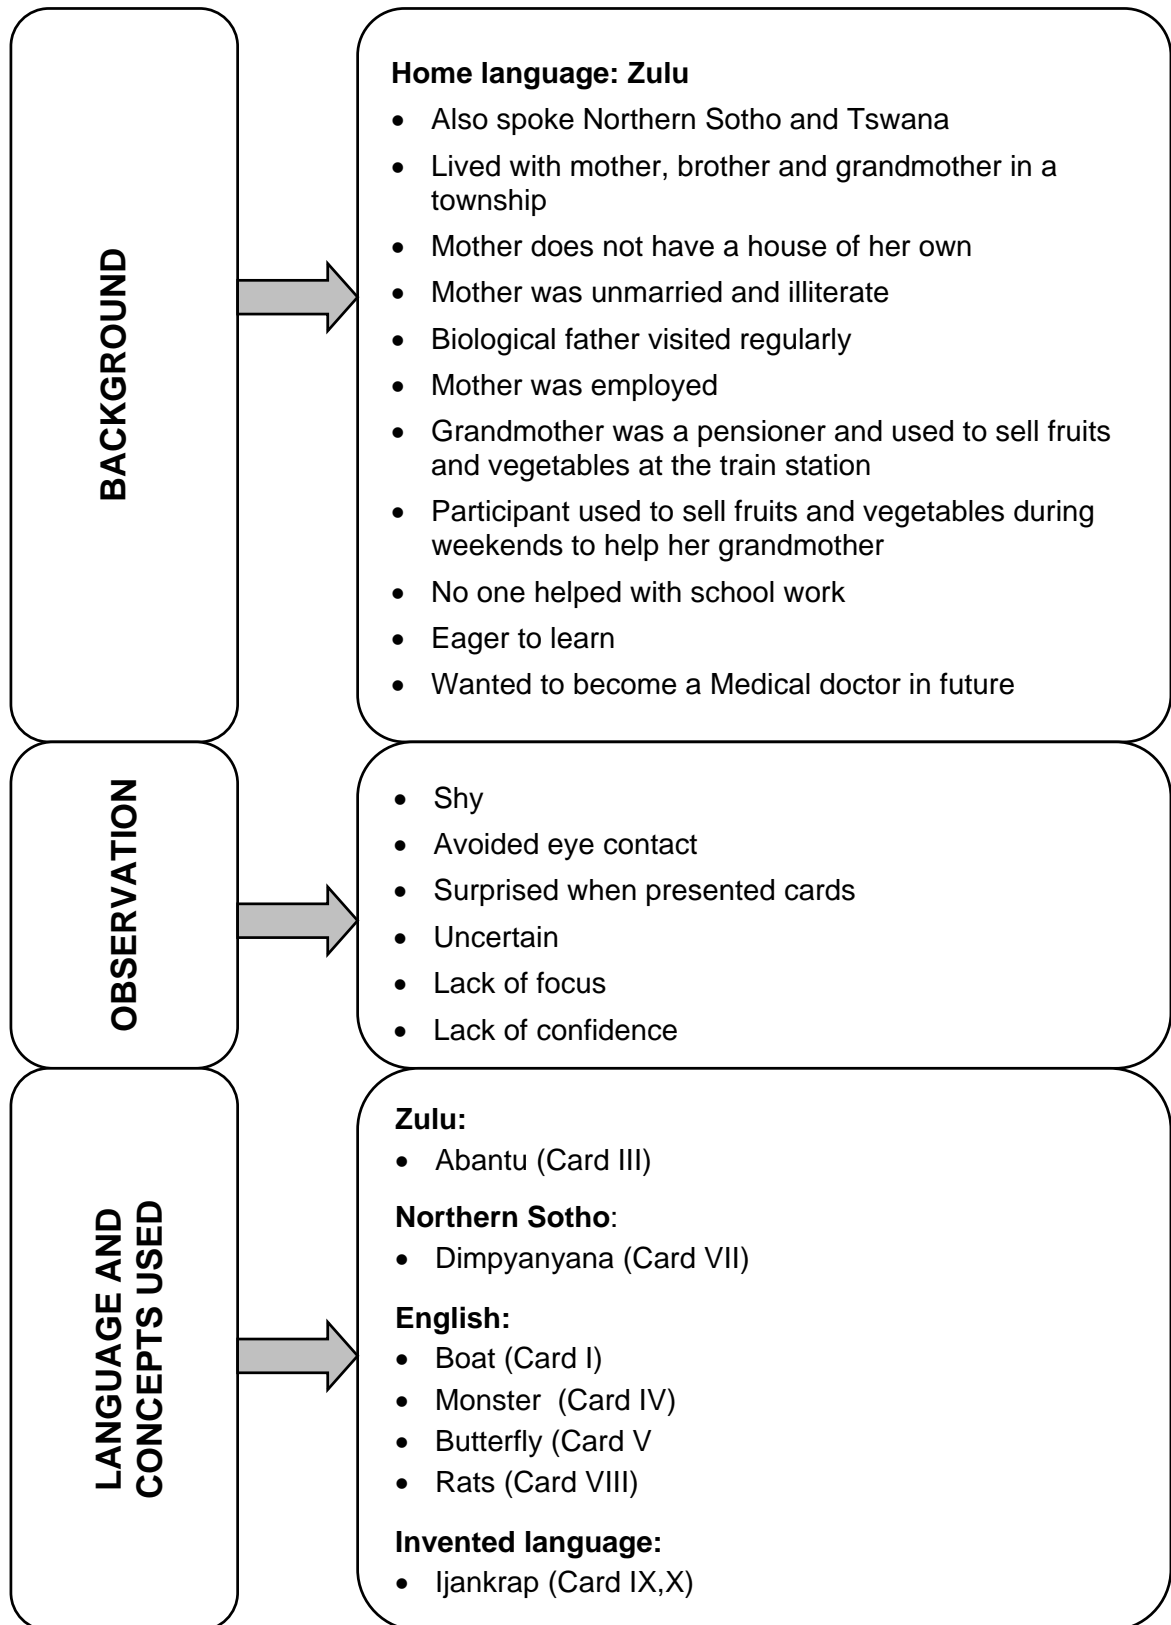 BACKGROUND
Home language: Zulu
• Also spoke Northern Sotho and Tswana
• Lived with mother, brother and grandmother in a
township
• Mother does not have a house of her own
• Mother was unmarried and illiterate
• Biological father visited regularly
• Mother was employed
• Grandmother was a pensioner and used to sell fruits
and vegetables at the train station
• Participant used to sell fruits and vegetables during
weekends to help her grandmother
• No one helped with school work
• Eager to learn
• Wanted to become a Medical doctor in future
OBSERVATION
• Shy
• Avoided eye contact
• Surprised when presented cards
• Uncertain
• Lack of focus
• Lack of confidence
LANGUAGE AND
CONCEPTS USED
Zulu:
• Abantu (Card III)
Northern Sotho:
• Dimpyanyana (Card VII)
English:
• Boat (Card I)
• Monster (Card IV)
• Butterfly (Card V
• Rats (Card VIII)
Invented language:
• Ijankrap (Card IX,X)